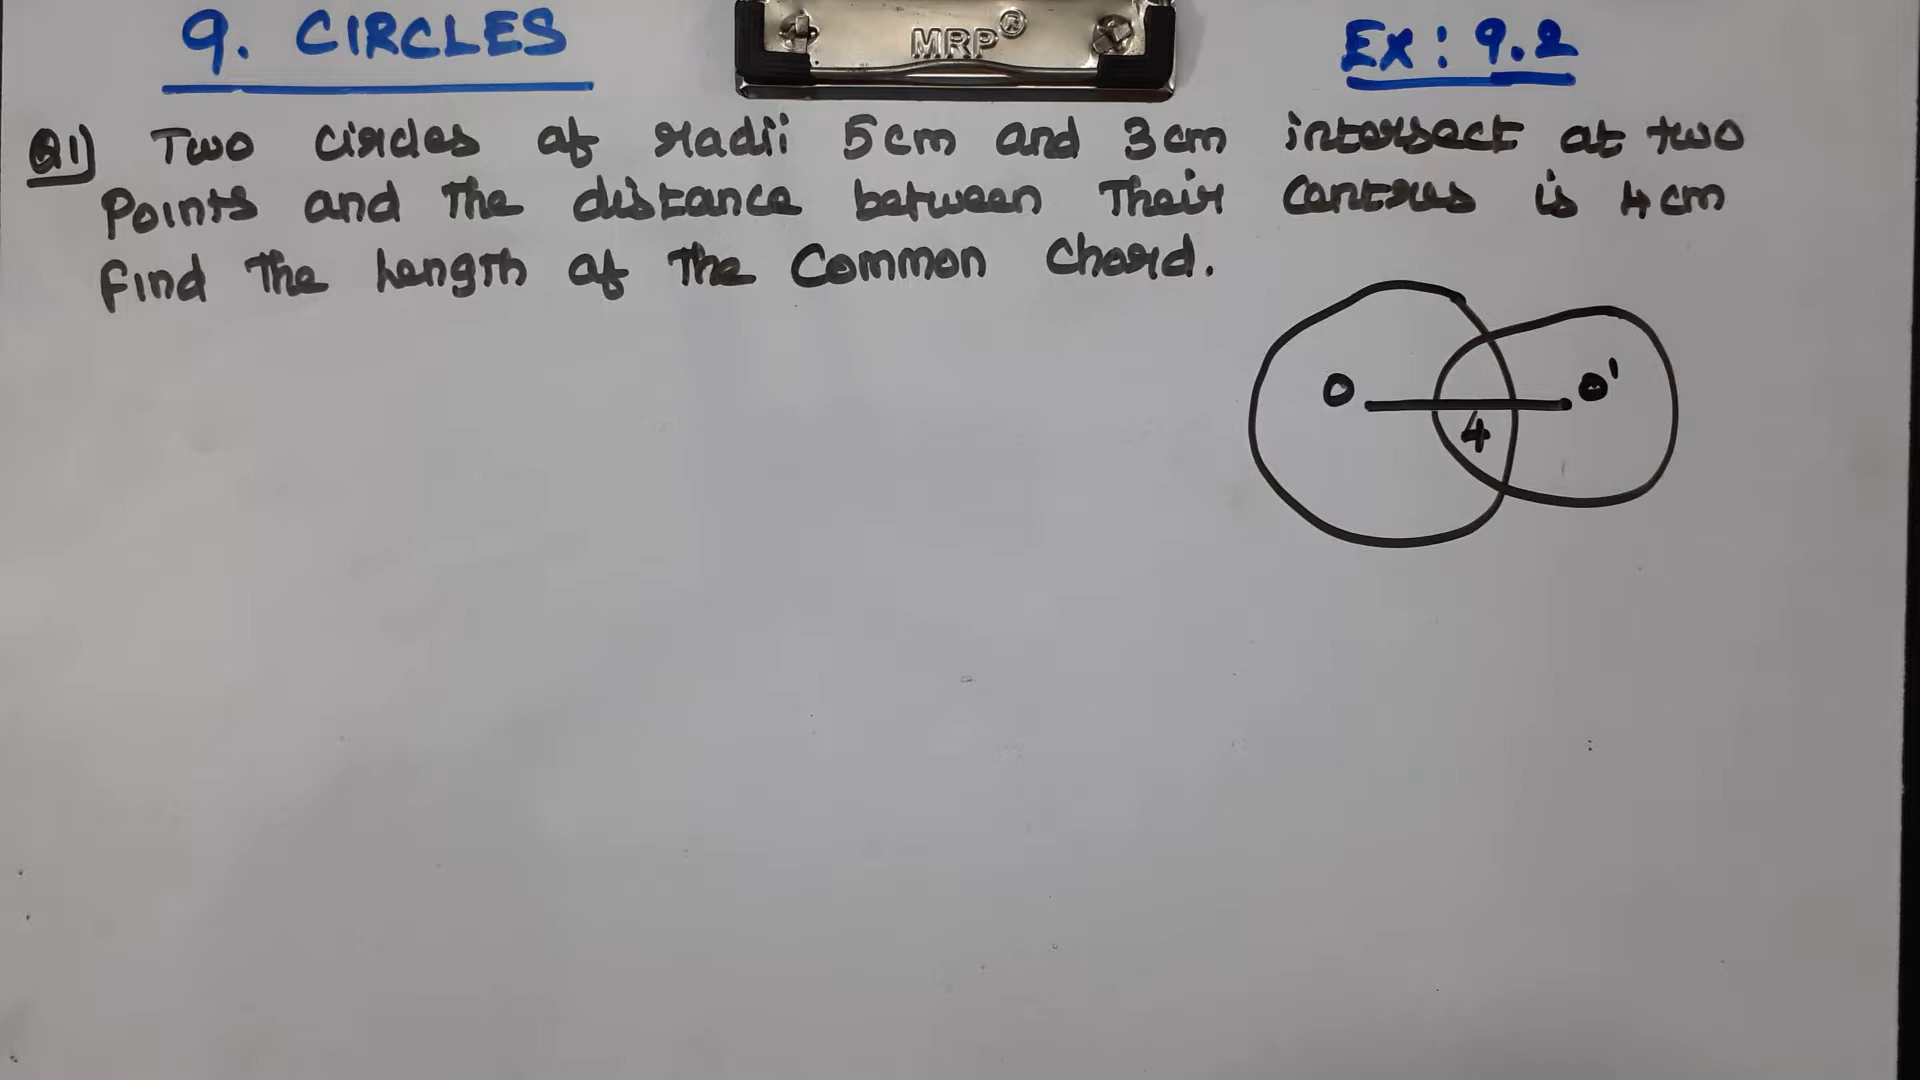 9. CIRCLES
MRP®
EX: 9.2
Q1) Two circles of radii 5cm and 3cm intersect at two
Points and the distance between Their Centres is 4cm
find the Length of The Common Chord.
O
O'
4